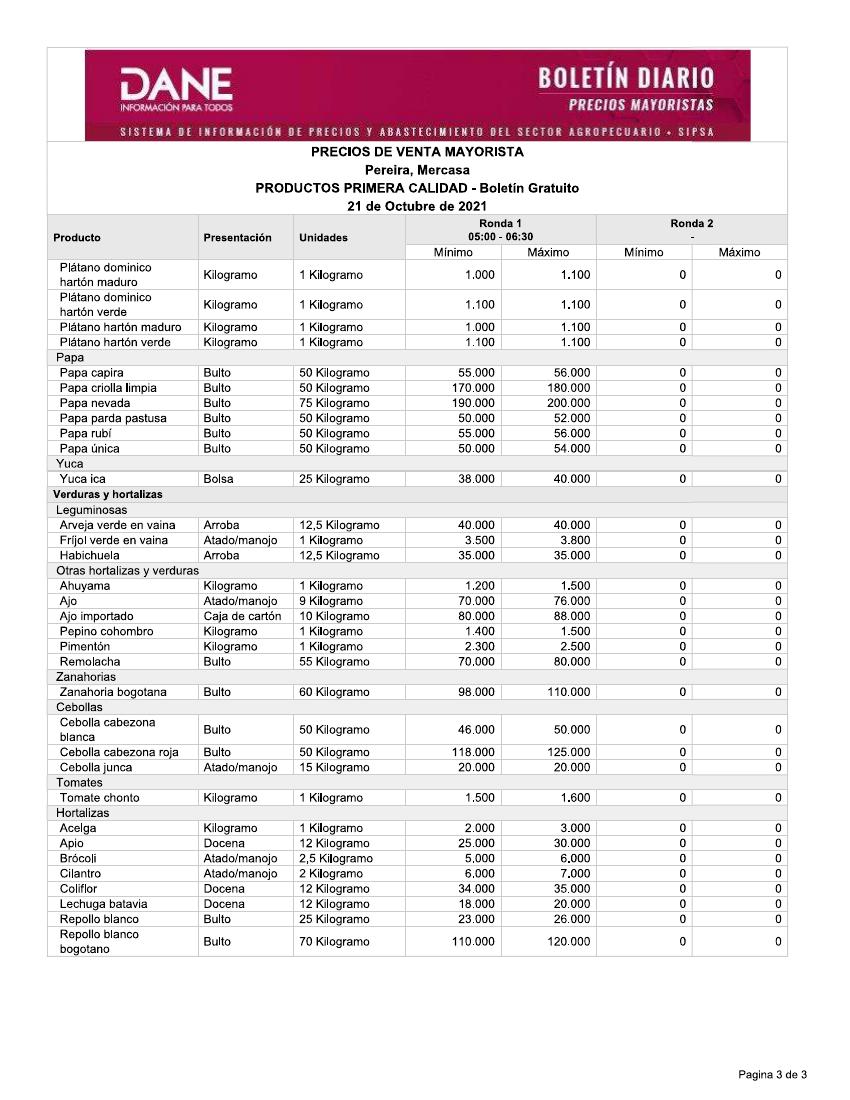 DANE
INFORMACIÓN PARA TODOS
BOLETÍN DIARIO
PRECIOS MAYORISTAS
SISTEMA DE INFORMACIÓN DE PRECIOS Y ABASTECIMIENTO DEL SECTOR AGROPECUARIO • SIPSA
PRECIOS DE VENTA MAYORISTA
Pereira, Mercasa
PRODUCTOS PRIMERA CALIDAD - Boletín Gratuito
21 de Octubre de 2021
Producto Presentación Unidades Ronda 1 05:00 - 06:30 Ronda 2 -
Mínimo Máximo Mínimo Máximo
Plátano dominico
hartón maduro Kilogramo 1 Kilogramo 1.000 1.100 0 0
Plátano dominico
hartón verde Kilogramo 1 Kilogramo 1.100 1.100 0 0
Plátano hartón maduro Kilogramo 1 Kilogramo 1.000 1.100 0 0
Plátano hartón verde Kilogramo 1 Kilogramo 1.100 1.100 0 0
Papa
Papa capira Bulto 50 Kilogramo 55.000 56.000 0 0
Papa criolla limpia Bulto 50 Kilogramo 170.000 180.000 0 0
Papa nevada Bulto 75 Kilogramo 190.000 200.000 0 0
Papa parda pastusa Bulto 50 Kilogramo 50.000 52.000 0 0
Papa rubí Bulto 50 Kilogramo 55.000 56.000 0 0
Papa única Bulto 50 Kilogramo 50.000 54.000 0 0
Yuca
Yuca ica Bolsa 25 Kilogramo 38.000 40.000 0 0
Verduras y hortalizas
Leguminosas
Arveja verde en vaina Arroba 12,5 Kilogramo 40.000 40.000 0 0
Fríjol verde en vaina Atado/manojo 1 Kilogramo 3.500 3.800 0 0
Habichuela Arroba 12,5 Kilogramo 35.000 35.000 0 0
Otras hortalizas y verduras
Ahuyama Kilogramo 1 Kilogramo 1.200 1.500 0 0
Ajo Atado/manojo 9 Kilogramo 70.000 76.000 0 0
Ajo importado Caja de cartón 10 Kilogramo 80.000 88.000 0 0
Pepino cohombro Kilogramo 1 Kilogramo 1.400 1.500 0 0
Pimentón Kilogramo 1 Kilogramo 2.300 2.500 0 0
Remolacha Bulto 55 Kilogramo 70.000 80.000 0 0
Zanahorias
Zanahoria bogotana Bulto 60 Kilogramo 98.000 110.000 0 0
Cebollas
Cebolla cabezona
blanca Bulto 50 Kilogramo 46.000 50.000 0 0
Cebolla cabezona roja Bulto 50 Kilogramo 118.000 125.000 0 0
Cebolla junca Atado/manojo 15 Kilogramo 20.000 20.000 0 0
Tomates
Tomate chonto Kilogramo 1 Kilogramo 1.500 1.600 0 0
Hortalizas
Acelga Kilogramo 1 Kilogramo 2.000 3.000 0 0
Apio Docena 12 Kilogramo 25.000 30.000 0 0
Brócoli Atado/manojo 2,5 Kilogramo 5.000 6.000 0 0
Cilantro Atado/manojo 2 Kilogramo 6.000 7.000 0 0
Coliflor Docena 12 Kilogramo 34.000 35.000 0 0
Lechuga batavia Docena 12 Kilogramo 18.000 20.000 0 0
Repollo blanco Bulto 25 Kilogramo 23.000 26.000 0 0
Repollo blanco
bogotano Bulto 70 Kilogramo 110.000 120.000 0 0
Pagina 3 de 3